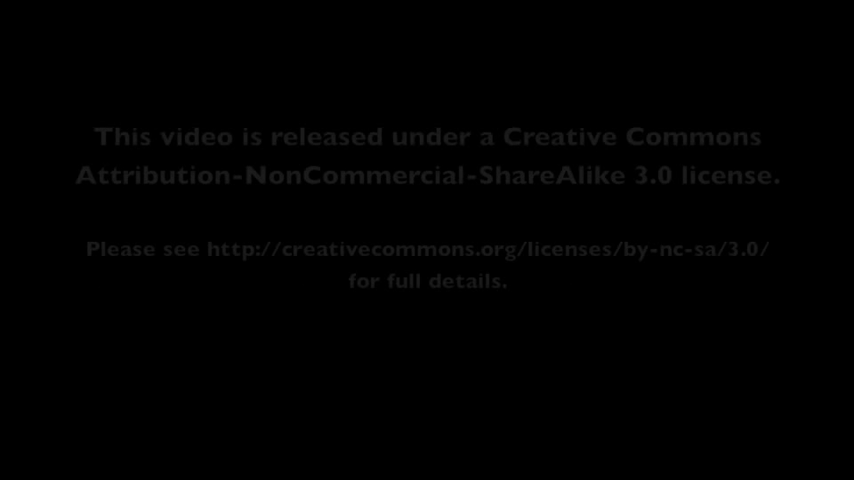 This video is released under a Creative Commons
Attribution-NonCommercial-ShareAlike 3.0 license.
Please see http://creativecommons.org/licenses/by-nc-sa/3.0/
for full details.